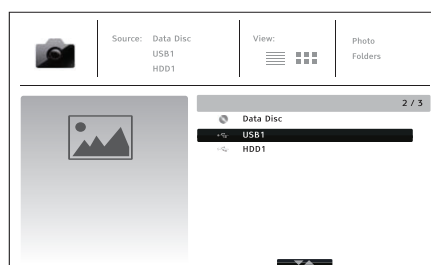 Source: Data Disc
USB1
HDD1
View:
Photo
Folders
2 / 3
Data Disc
USB1
HDD1